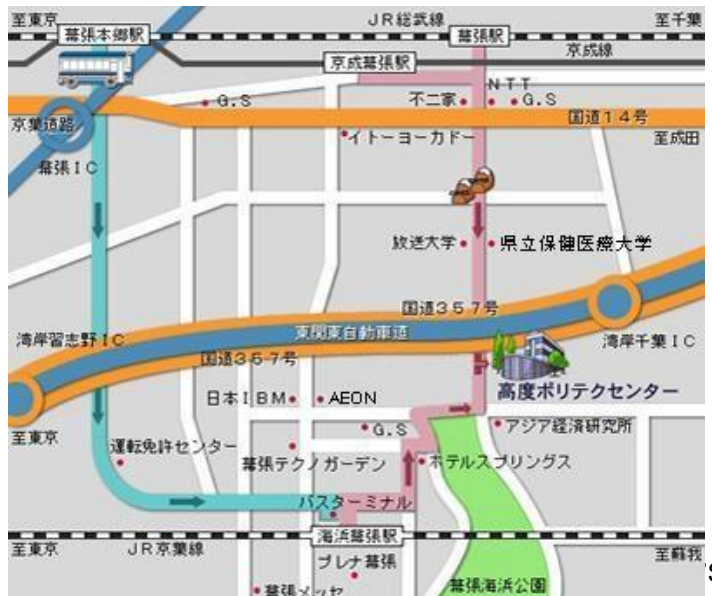 至東京
JR総武線
至千葉
幕張本郷駅
幕張駅
京成線
京成幕張駅
NTT
G.S
不二家
G.S
国道14号
京葉道路
イトーヨーカドー
至成田
幕張IC
放送大学
県立保健医療大学
国道357号
東関東自動車道
湾岸習志野IC
湾岸千葉IC
国道357号
高度ポリテクセンター
日本IBM
AEON
至東京
G.S
アジア経済研究所
運転免許センター
幕張テクノガーデン
ホテルスプリングス
バスターミナル
海浜幕張駅
至東京
JR京葉線
至蘇我
プレナ幕張
幕張海浜公園
幕張メッセ